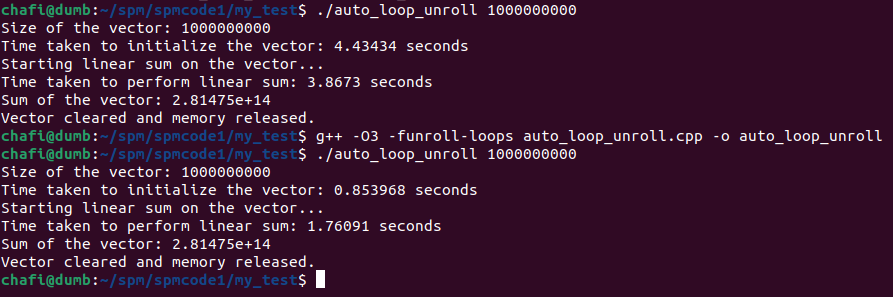 chafi@dumb:~/spm/spmcode1/my_test$ ./auto_loop_unroll 1000000000
Size of the vector: 1000000000
Time taken to initialize the vector: 4.43434 seconds
Starting linear sum on the vector...
Time taken to perform linear sum: 3.8673 seconds
Sum of the vector: 2.81475e+14
Vector cleared and memory released.
chafi@dumb:~/spm/spmcode1/my_test$ g++ -O3 -funroll-loops auto_loop_unroll.cpp -o auto_loop_unroll
chafi@dumb:~/spm/spmcode1/my_test$ ./auto_loop_unroll 1000000000
Size of the vector: 1000000000
Time taken to initialize the vector: 0.853968 seconds
Starting linear sum on the vector...
Time taken to perform linear sum: 1.76091 seconds
Sum of the vector: 2.81475e+14
Vector cleared and memory released.
chafi@dumb:~/spm/spmcode1/my_test$